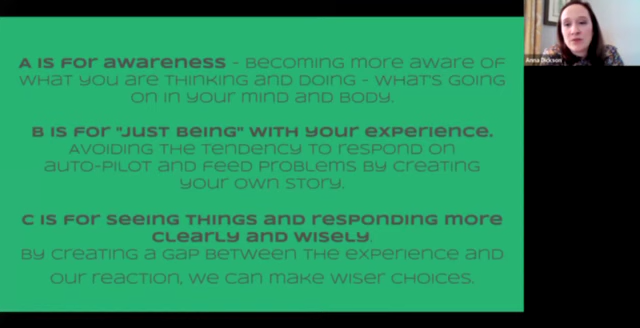 A IS FOR AWARENESS - BECOMING MORE AWARE OF
WHAT YOU ARE THINKING AND DOING - WHAT'S GOING
ON IN YOUR MIND AND BODY.
B IS FOR "JUST BEING" WITH YOUR EXPERIENCE.
AVOIDING THE TENDENCY TO RESPOND ON
AUTO-PILOT AND FEED PROBLEMS BY CREATING
YOUR OWN STORY.
C IS FOR SEEING THINGS AND RESPONDING MORE
CLEARLY AND WISELY.
BY CREATING A GAP BETWEEN THE EXPERIENCE AND
OUR REACTION, WE CAN MAKE WISER CHOICES.
Anna Dickson